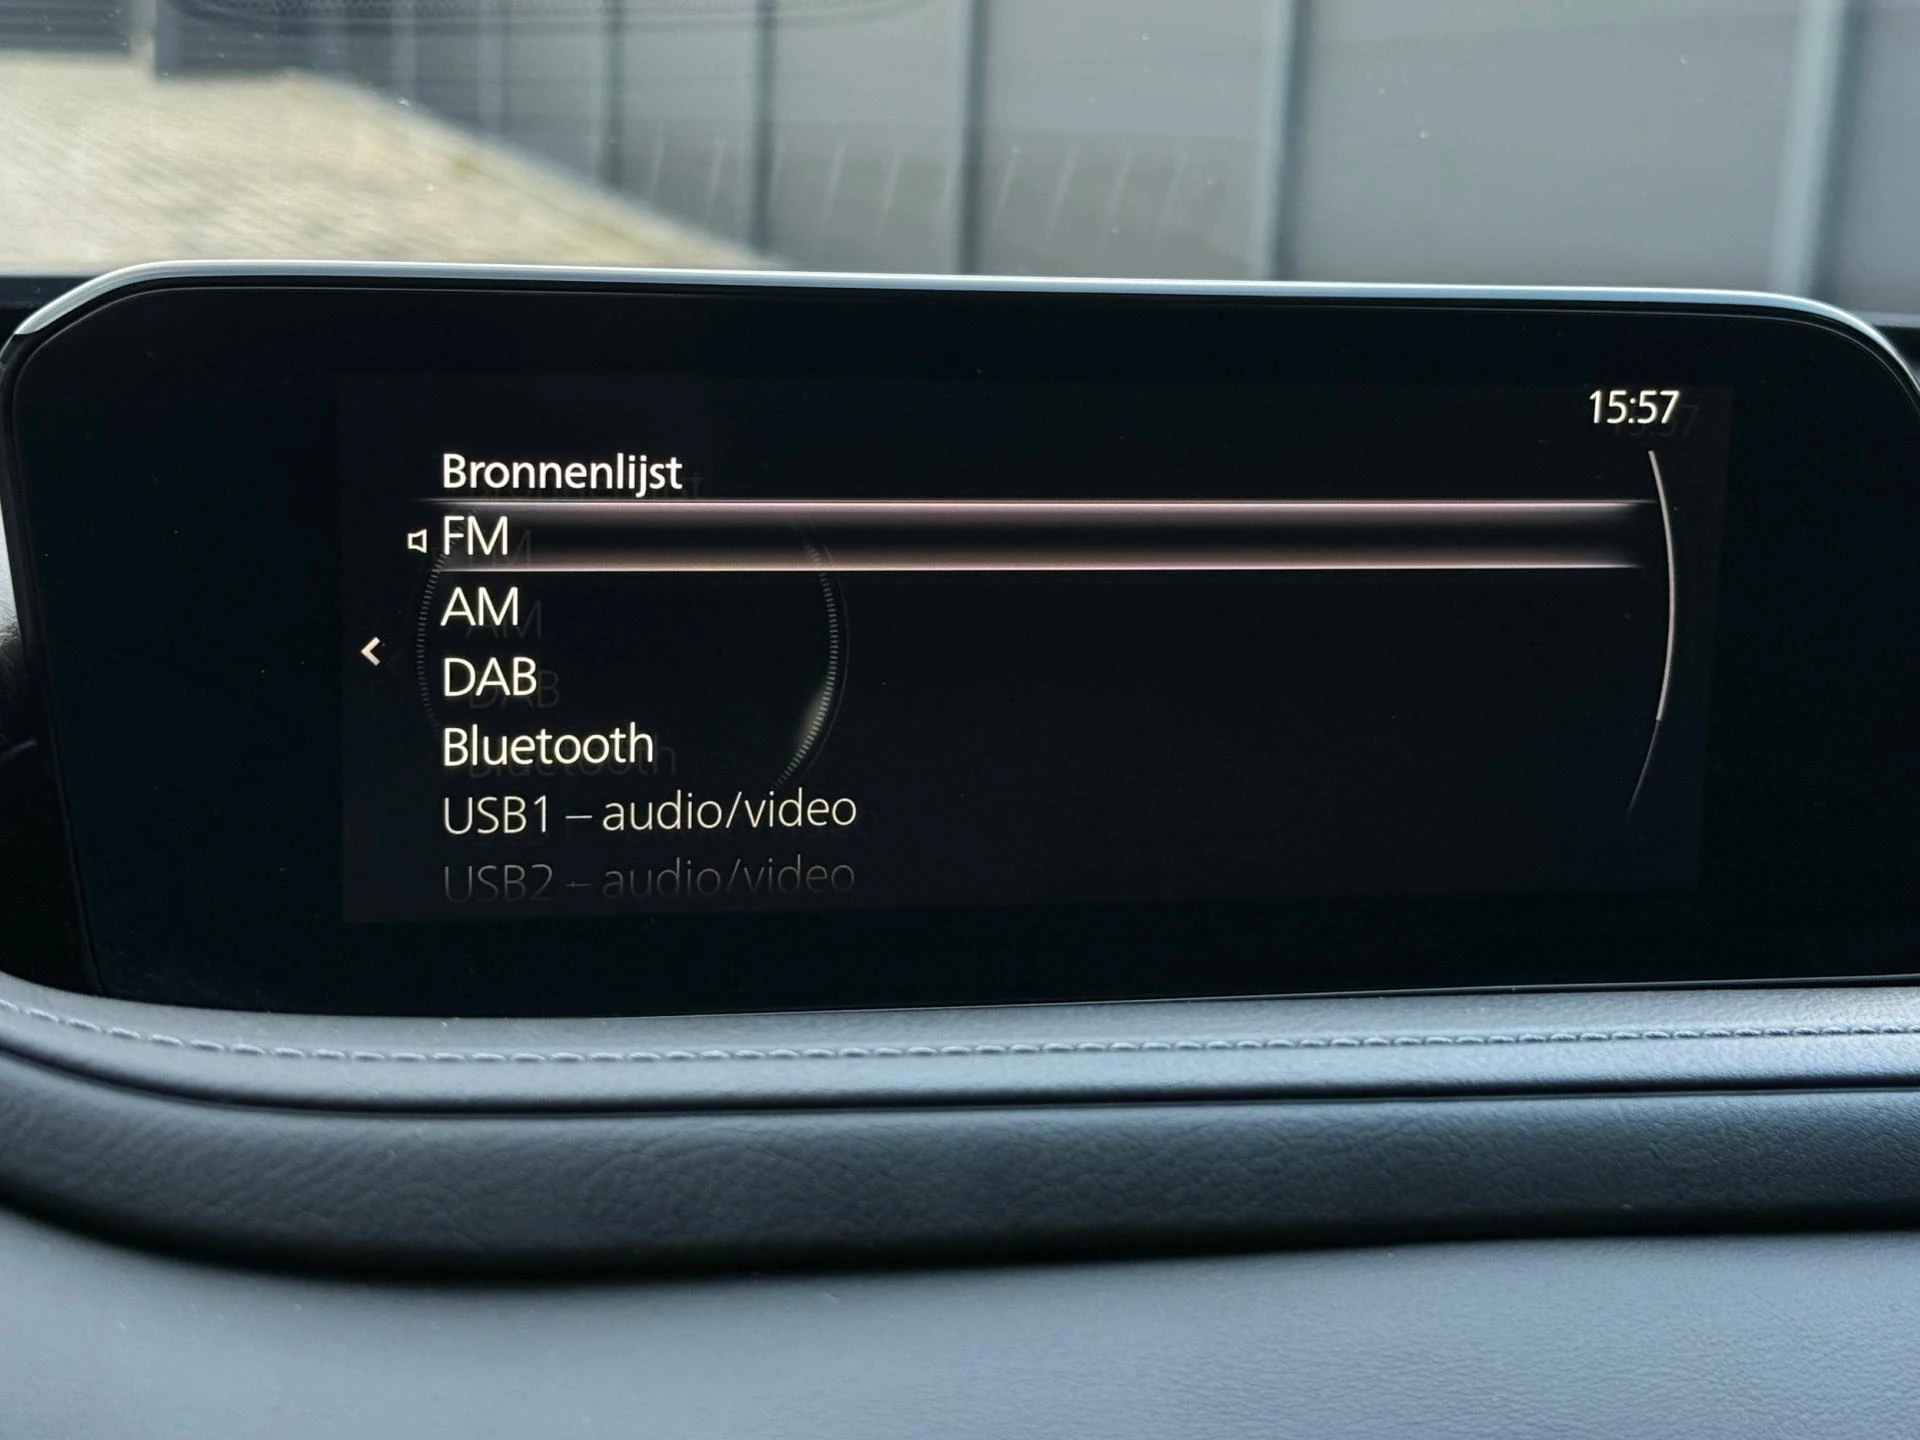 15:57
Bronnenlijst
FM
AM
DAB
Bluetooth
USB1 – audio/video
USB2 – audio/video